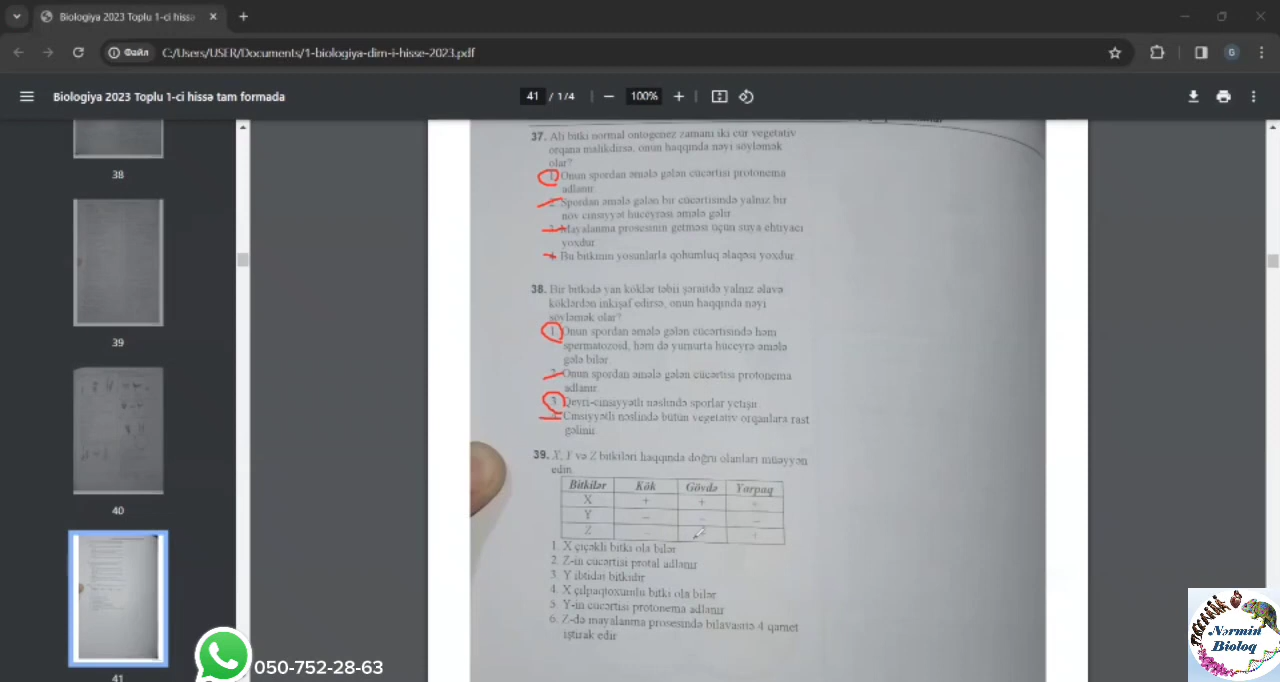 Biologiya 2023 Toplu 1-ci hissə
Файл
C:/Users/USER/Documents/1-biologiya-dim-i-hisse-2023.pdf
G
Biologiya 2023 Toplu 1-ci hissə tam formada
41 / 174
100%
38
39
40
41
37. Ali bitki normal ontogenez zamanı iki cür vegetativ
orqana malikdirsə, onun haqqında nəyi söyləmək
olar?
1. Onun spordan əmələ gələn cücərtisi protonema
adlanır
2. Spordan əmələ gələn bir cücərtisində yalnız bir
növ cinsiyyət hüceyrəsi əmələ gəlir
3. Mayalanma prosesinin getməsi üçün suya ehtiyacı
yoxdur
4. Bu bitkinin yosunlarla qohumluq əlaqəsi yoxdur
38. Bir bitkidə yan köklər təbii şəraitdə yalnız əlavə
köklərdən inkişaf edirsə, onun haqqında nəyi
söyləmək olar?
1. Onun spordan əmələ gələn cücərtisində həm
spermatozoid, həm də yumurta hüceyrə əmələ
gələ bilər
2. Onun spordan əmələ gələn cücərtisi protonema
adlanır
3. Qeyri-cinsiyyətli nəslində sporlar yetişir
4. Cinsiyyətli nəslində bütün vegetativ orqanlara rast
gəlinir
39. X, Y və Z bitkiləri haqqında doğru olanları müəyyən
edin
Bitkilər Kök Gövdə Yarpaq
X + + +
Y – – –
Z – +
1. X çiçəkli bitki ola bilər
2. Z-in cücərtisi protal adlanır
3. Y ibtidai bitkidir
4. X çılpaqtoxumlu bitki ola bilər
5. Y-in cücərtisi protonema adlanır
6. Z-də mayalanma prosesində bilavasitə 4 qamet
iştirak edir
050-752-28-63
Nərmin
Bioloq